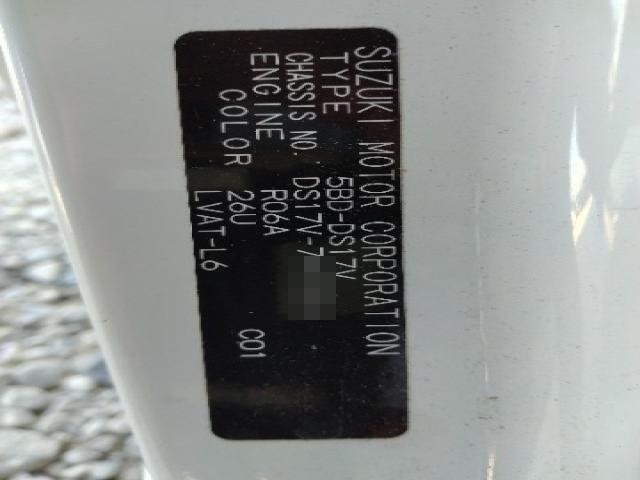 SUZUKI MOTOR CORPORATION
TYPE 5BD-DS17V
CHASSIS NO. DS17V-7
ENGINE R06A
COLOR 26U C01
LVAT-L6